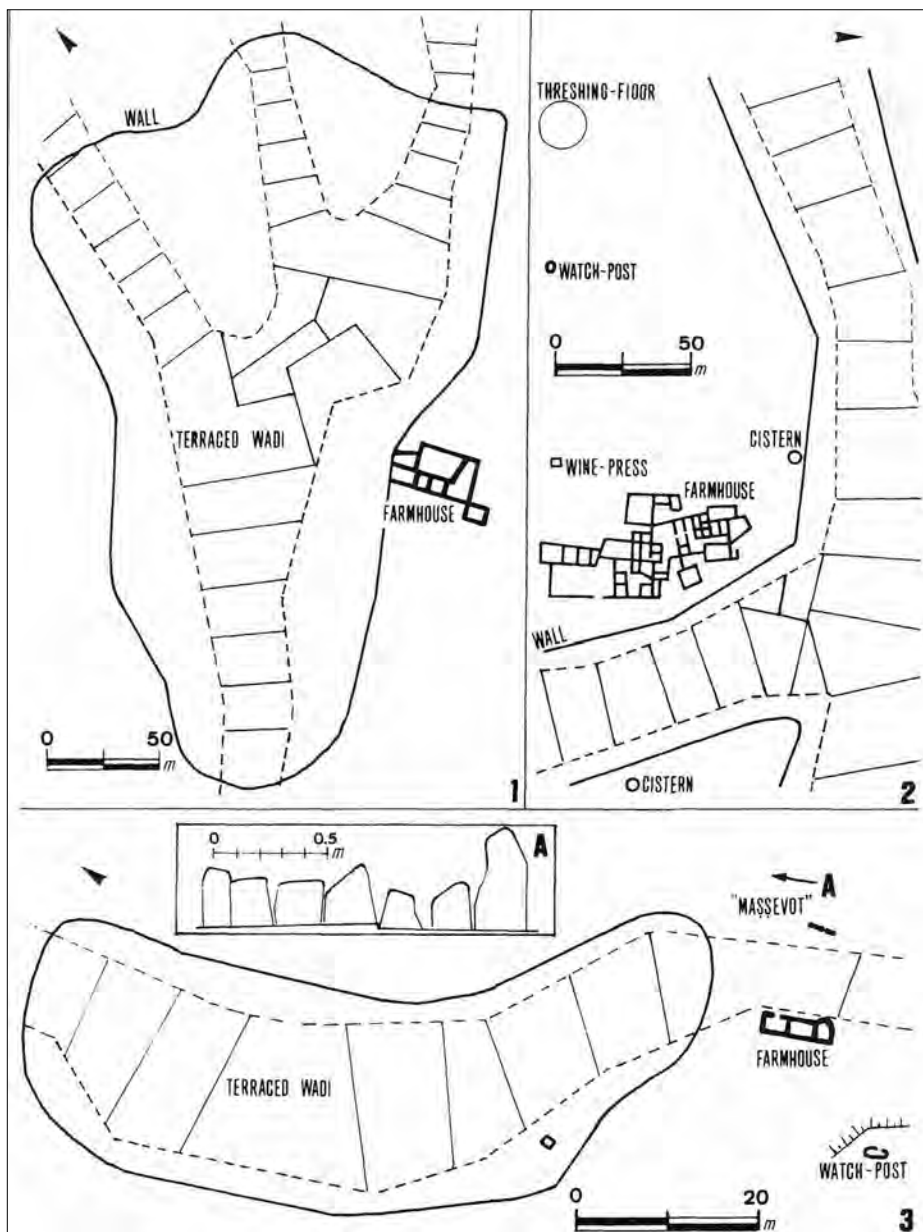 WALL
TERRACED WADI
FARMHOUSE
0 50
m
1
THRESHING-FLOOR
WATCH-POST
0 50
m
CISTERN
WINE-PRESS
FARMHOUSE
WALL
CISTERN
2
0 0.5
m
A
A
"MAṢṢEVOT"
TERRACED WADI
FARMHOUSE
WATCH-POST
0 20
m
3